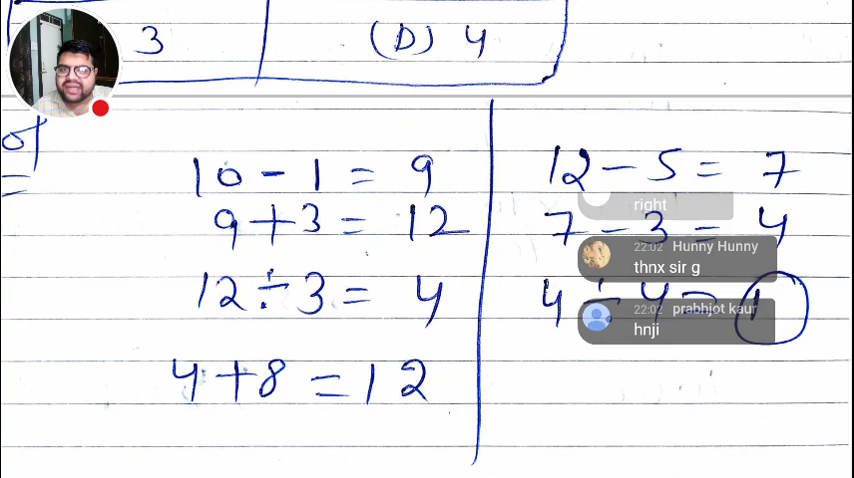 3 (D) 4
of
=
10 - 1 = 9
9 + 3 = 12
12 ÷ 3 = 4
4 + 8 = 12
12 - 5 = 7
7 - 3 = 4
4 ÷ 4 = 1
right
22:02 Hunny Hunny
thnx sir g
22:02 prabhjot kaur
hnji